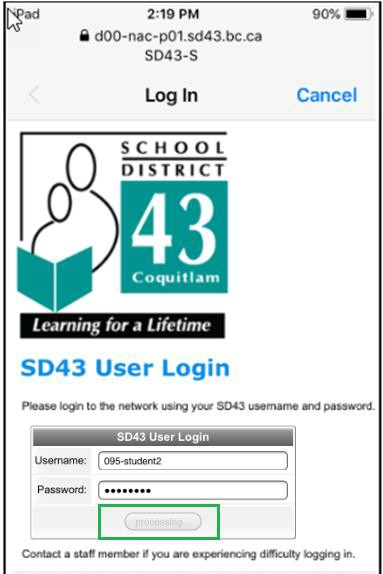 iPad 2:19 PM 90%
d00-nac-p01.sd43.bc.ca
SD43-S
Log In Cancel
SCHOOL
DISTRICT
43
Coquitlam
Learning for a Lifetime
SD43 User Login
Please login to the network using your SD43 username and password.
SD43 User Login
Username: 095-student2
Password: ••••••••
processing...
Contact a staff member if you are experiencing difficulty logging in.